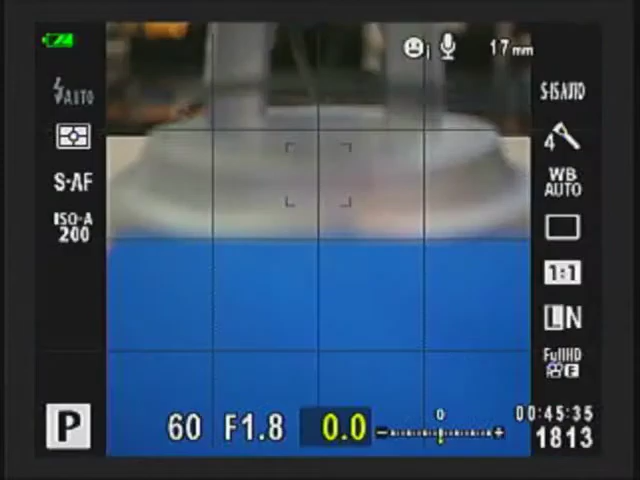 i 17mm
AUTO S-IS AUTO
4
S-AF WB AUTO
ISO-A
200
1:1
LN
FullHD
F
P 60 F1.8 0.0 - 0 + 00:45:35
1813